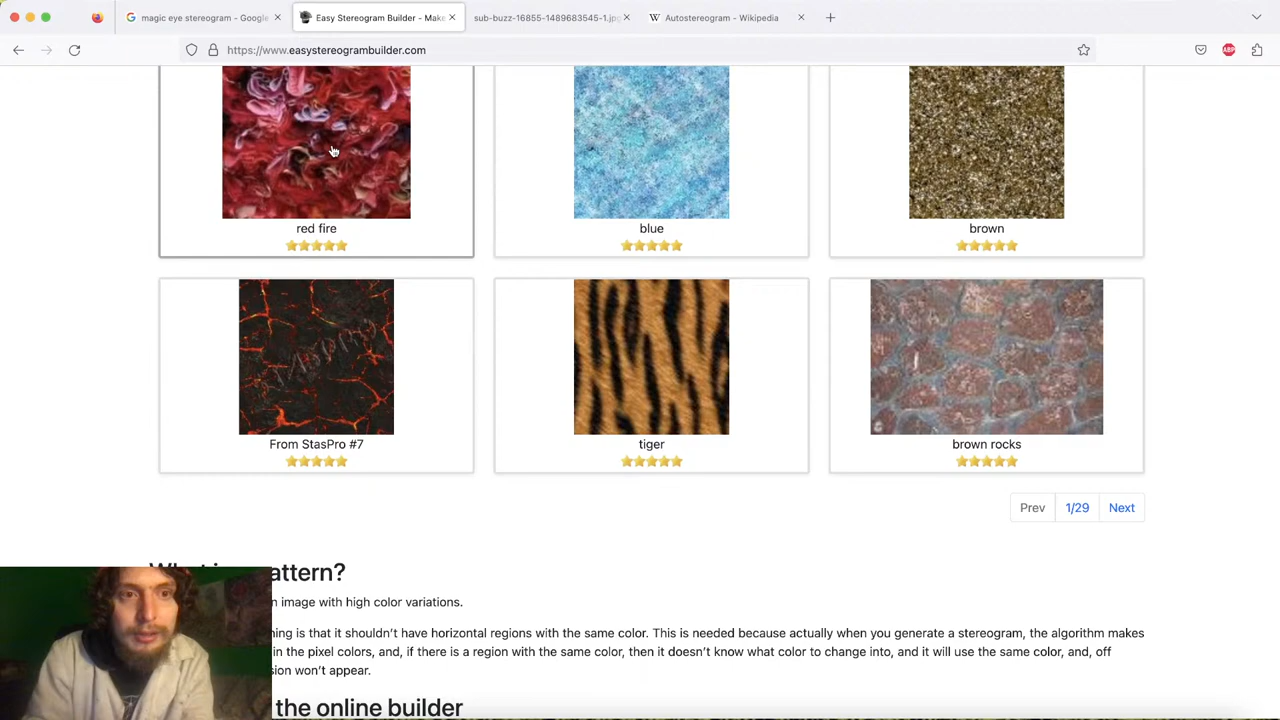 magic eye stereogram - Google
Easy Stereogram Builder - Make
sub-buzz-16855-1489683545-1.jpg
Autostereogram - Wikipedia
https://www.easystereogrambuilder.com
ABP
red fire
blue
brown
From StasPro #7
tiger
brown rocks
Prev
1/29
Next
attern?
n image with high color variations.
ning is that it shouldn't have horizontal regions with the same color. This is needed because actually when you generate a stereogram, the algorithm makes
in the pixel colors, and, if there is a region with the same color, then it doesn't know what color to change into, and it will use the same color, and, off
sion won't appear.
the online builder